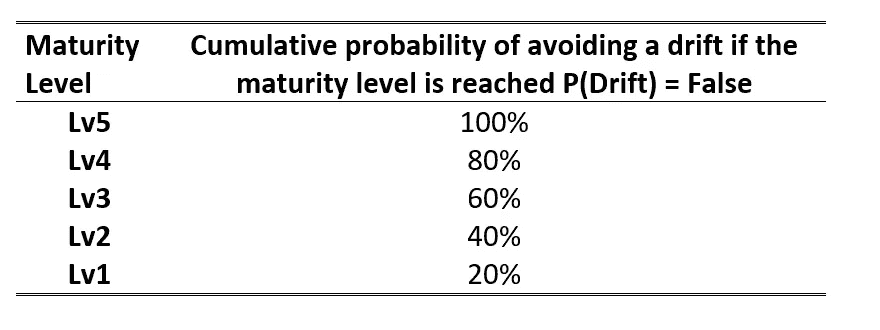 Maturity Level Cumulative probability of avoiding a drift if the maturity level is reached P(Drift) = False
Lv5 100%
Lv4 80%
Lv3 60%
Lv2 40%
Lv1 20%